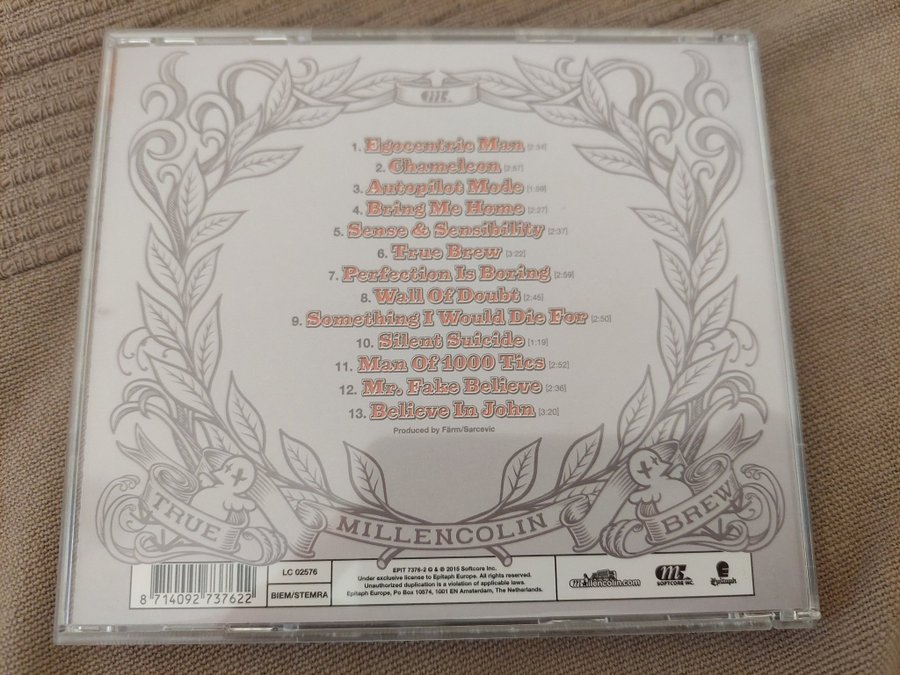 m.
1. Egocentric Man [2:34]
2. Chameleon [2:57]
3. Autopilot Mode [1:59]
4. Bring Me Home [2:27]
5. Sense & Sensibility [2:37]
6. True Brew [3:22]
7. Perfection Is Boring [2:59]
8. Wall Of Doubt [2:45]
9. Something I Would Die For [2:50]
10. Silent Suicide [1:19]
11. Man Of 1000 Tics [2:52]
12. Mr. Fake Believe [2:36]
13. Believe In John [3:20]
Produced by Färm/Sarcevic
TRUE
MILLENCOLIN
BREW
8 714092 737622
LC 02576
BIEM/STEMRA
EPIT 7376-2 © & ℗ 2015 Softcore Inc.
Under exclusive license to Epitaph Europe. All rights reserved.
Unauthorized duplication is a violation of applicable laws.
Epitaph Europe, Po Box 10574, 1001 EN Amsterdam, The Netherlands.
millencolin.com
m.
SOFTCORE INC.
Epitaph